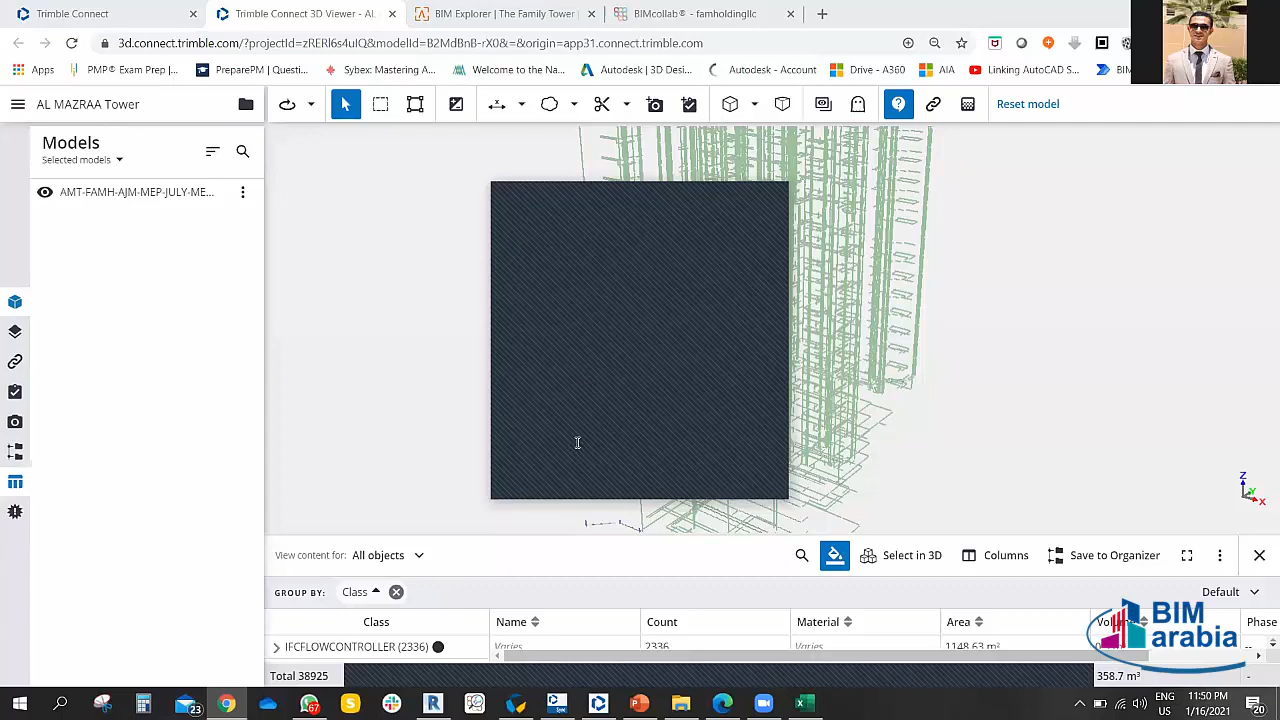 Trimble Connect
Trimble Connect 3D Viewer - AL
BIM Explorer | The Family Tower
BIMcollab® - famholdingllc
3d.connect.trimble.com/?projectId=zRERl6s4uIQ&modelId=B2MdBnB-rXs&=&origin=app31.connect.trimble.com
Apps
PMP® Exam Prep |...
PreparePM | Questi...
Sybex: Mastering A...
Welcome to the Na...
Autodesk | 3D Desi...
Autodesk - Account
Drive - A360
AIA
Linking AutoCAD S...
AL MAZRAA Tower
Reset model
Models
Selected models
AMT-FAMH-AJM-MEP-JULY-ME...
Z
Y
X
View content for: All objects
Select in 3D
Columns
Save to Organizer
GROUP BY: Class
Default
Class
Name
Count
Material
Area
Phase
IFCFLOWCONTROLLER (2336)
Varies
2336
Varies
1148.63 m²
--
BIM
arabia
Total 38925
358.7 m³
-
23
67
ENG
US
11:50 PM
1/16/2021
20